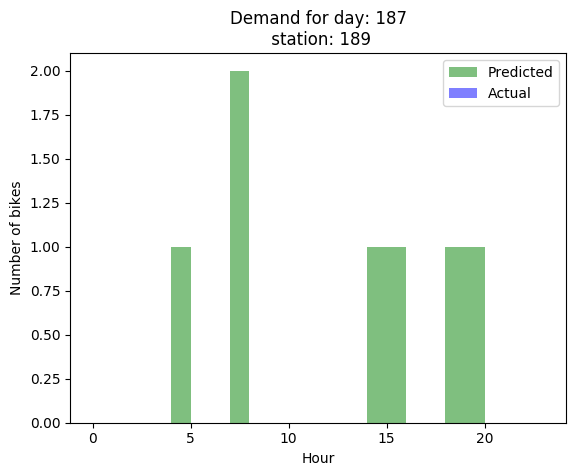 Demand for day: 187
station: 189
Predicted
Actual
Number of bikes
2.00
1.75
1.50
1.25
1.00
0.75
0.50
0.25
0.00
0 5 10 15 20
Hour